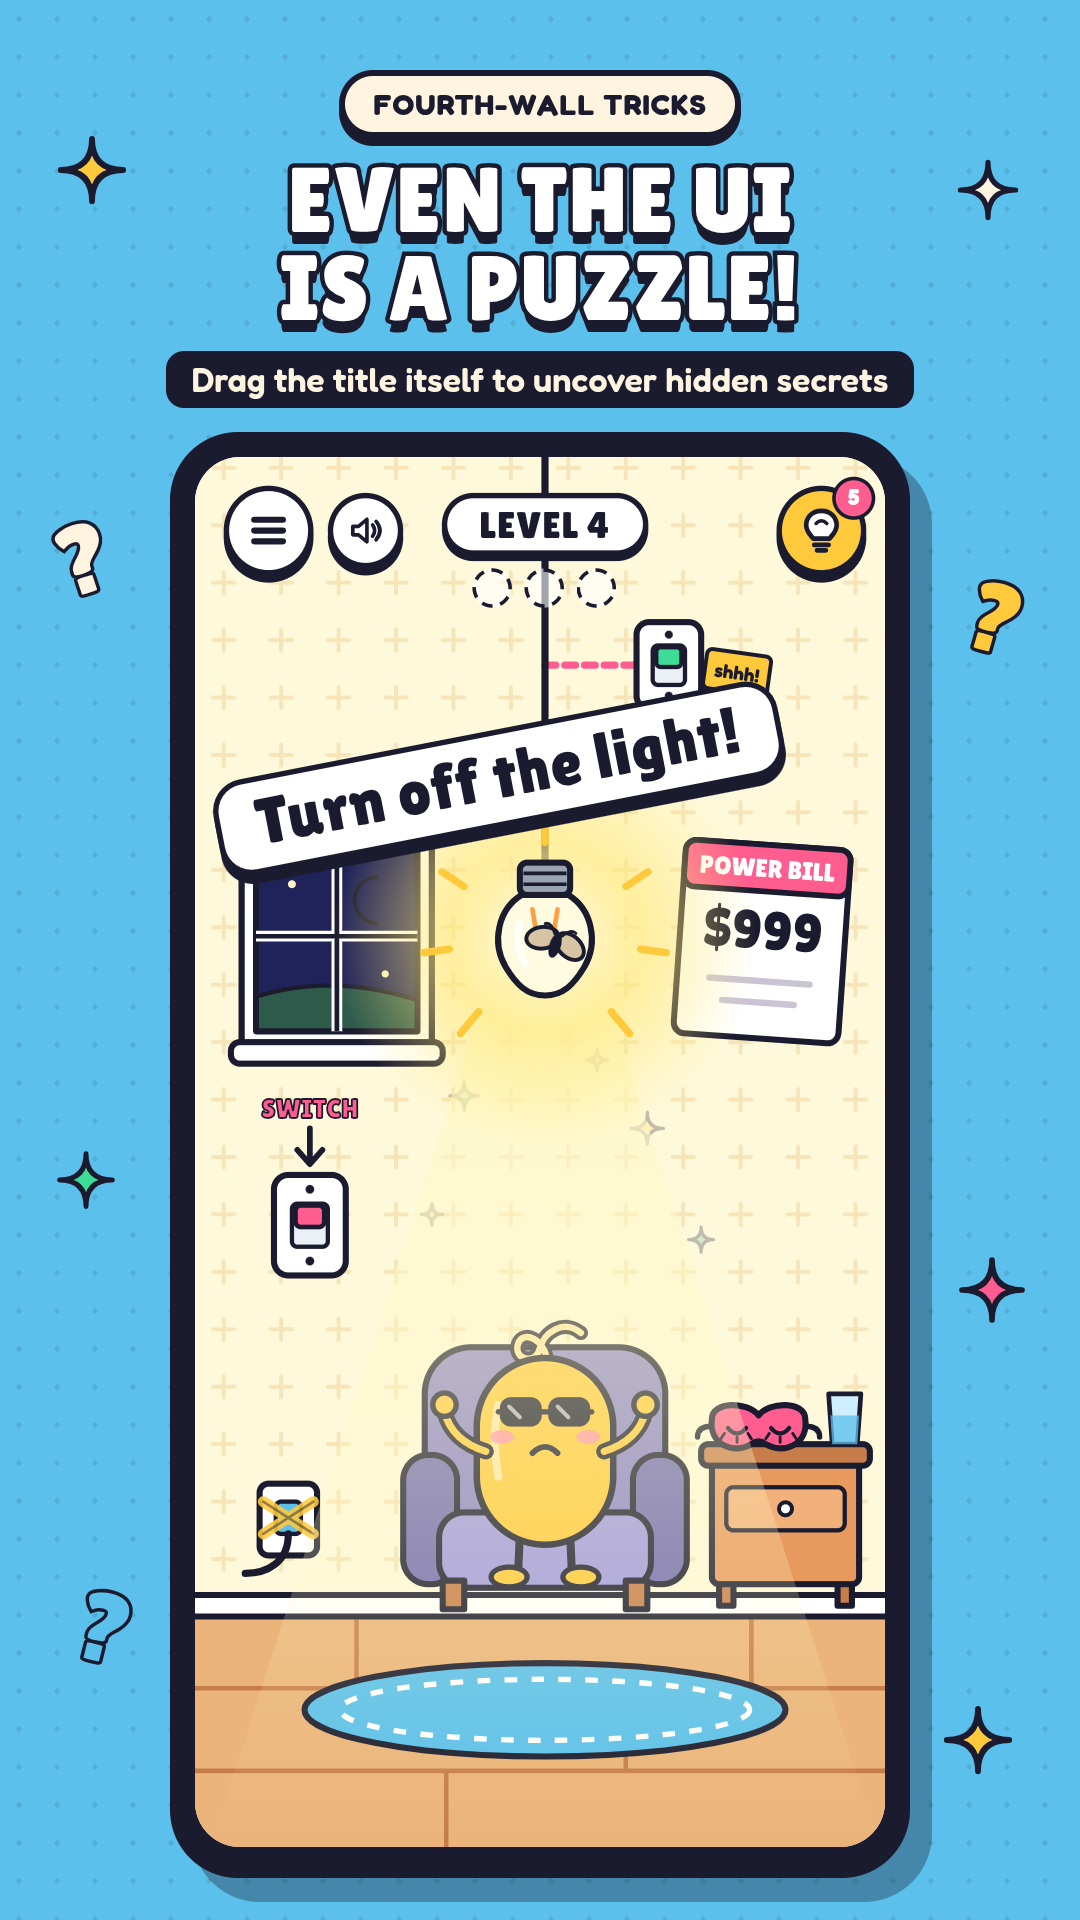 FOURTH-WALL TRICKS
EVEN THE UI
IS A PUZZLE!
Drag the title itself to uncover hidden secrets
LEVEL 4
5
shhh!
Turn off the light!
POWER BILL
$999
SWITCH
?
?
?